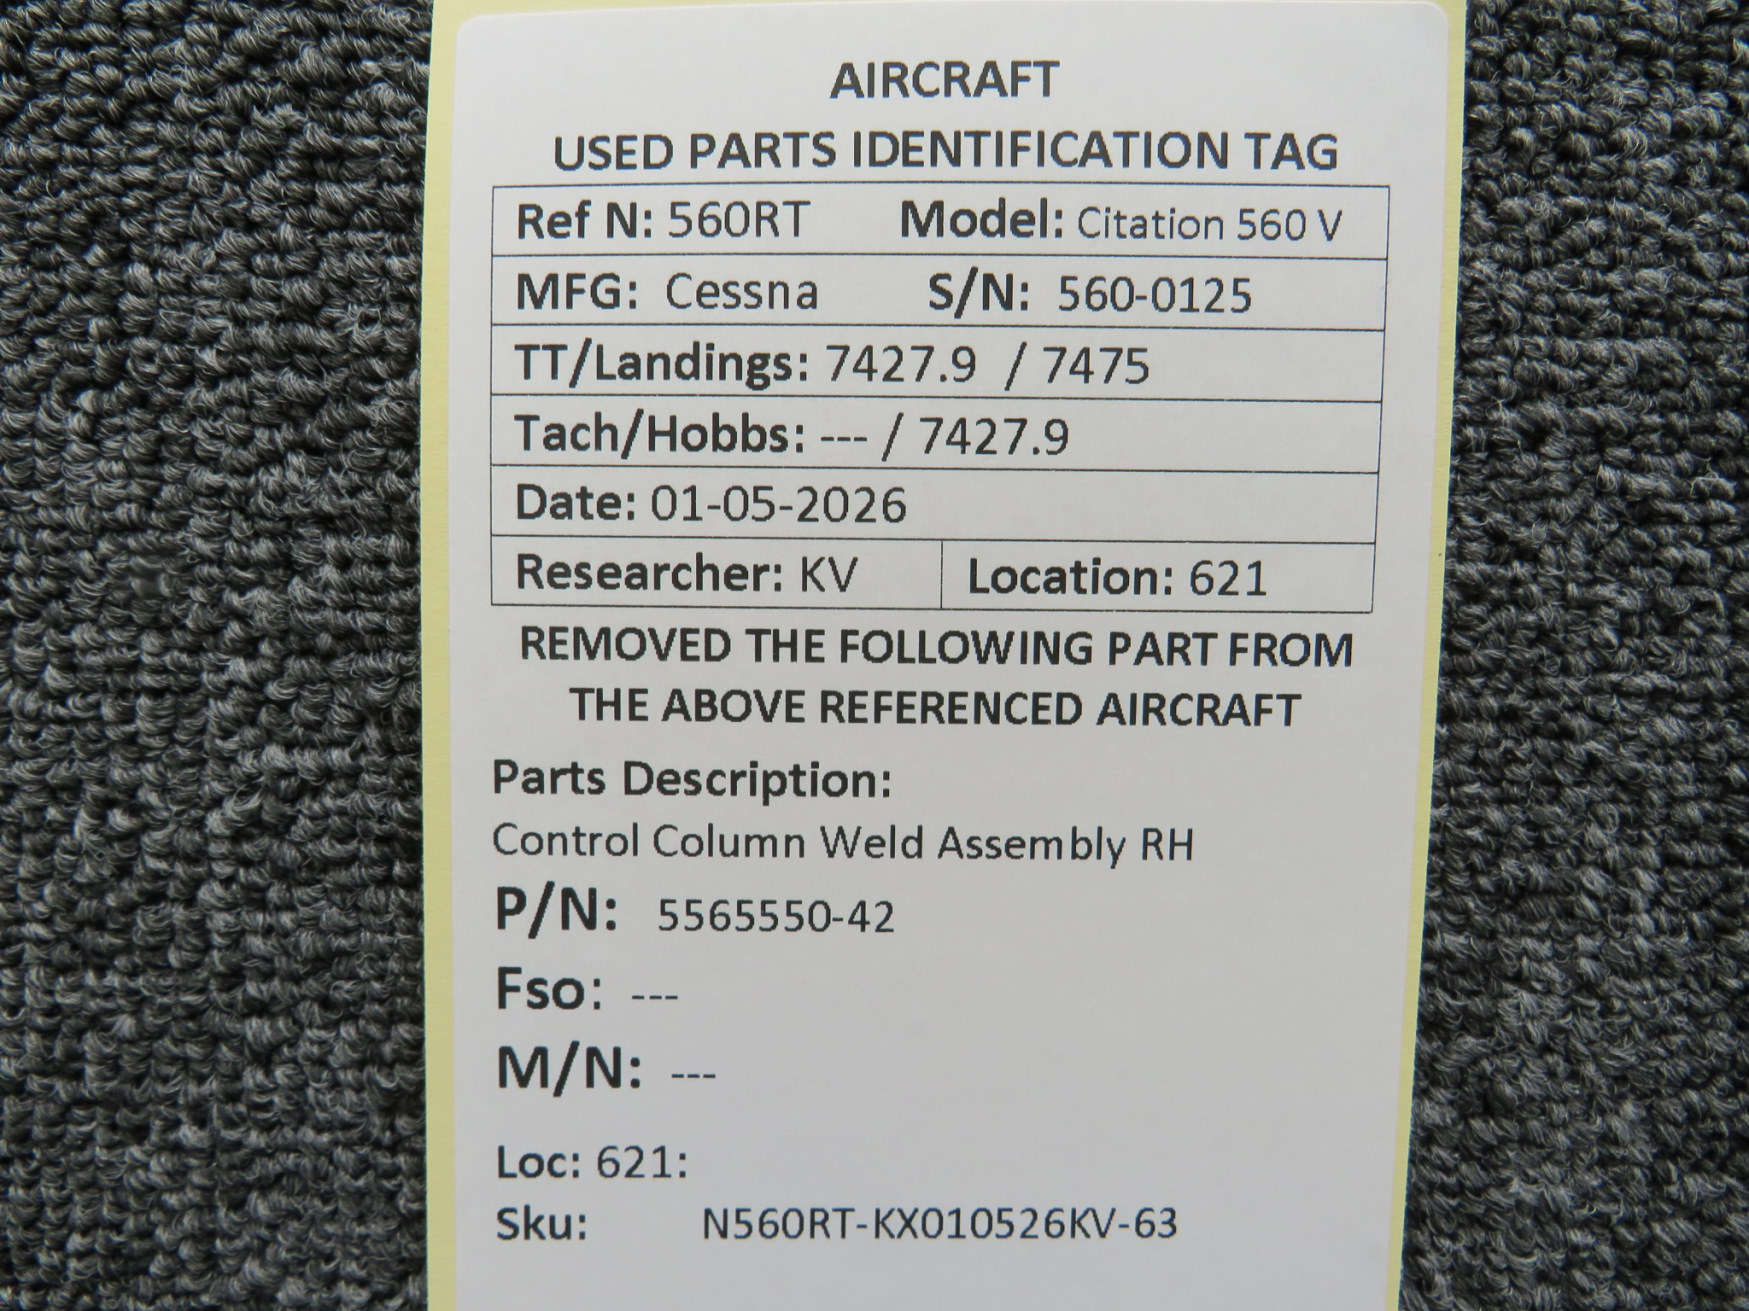 AIRCRAFT
USED PARTS IDENTIFICATION TAG
Ref N: 560RT Model: Citation 560 V
MFG: Cessna S/N: 560-0125
TT/Landings: 7427.9 / 7475
Tach/Hobbs: --- / 7427.9
Date: 01-05-2026
Researcher: KV Location: 621
REMOVED THE FOLLOWING PART FROM
THE ABOVE REFERENCED AIRCRAFT
Parts Description:
Control Column Weld Assembly RH
P/N: 5565550-42
Fso: ---
M/N: ---
Loc: 621:
Sku: N560RT-KX010526KV-63